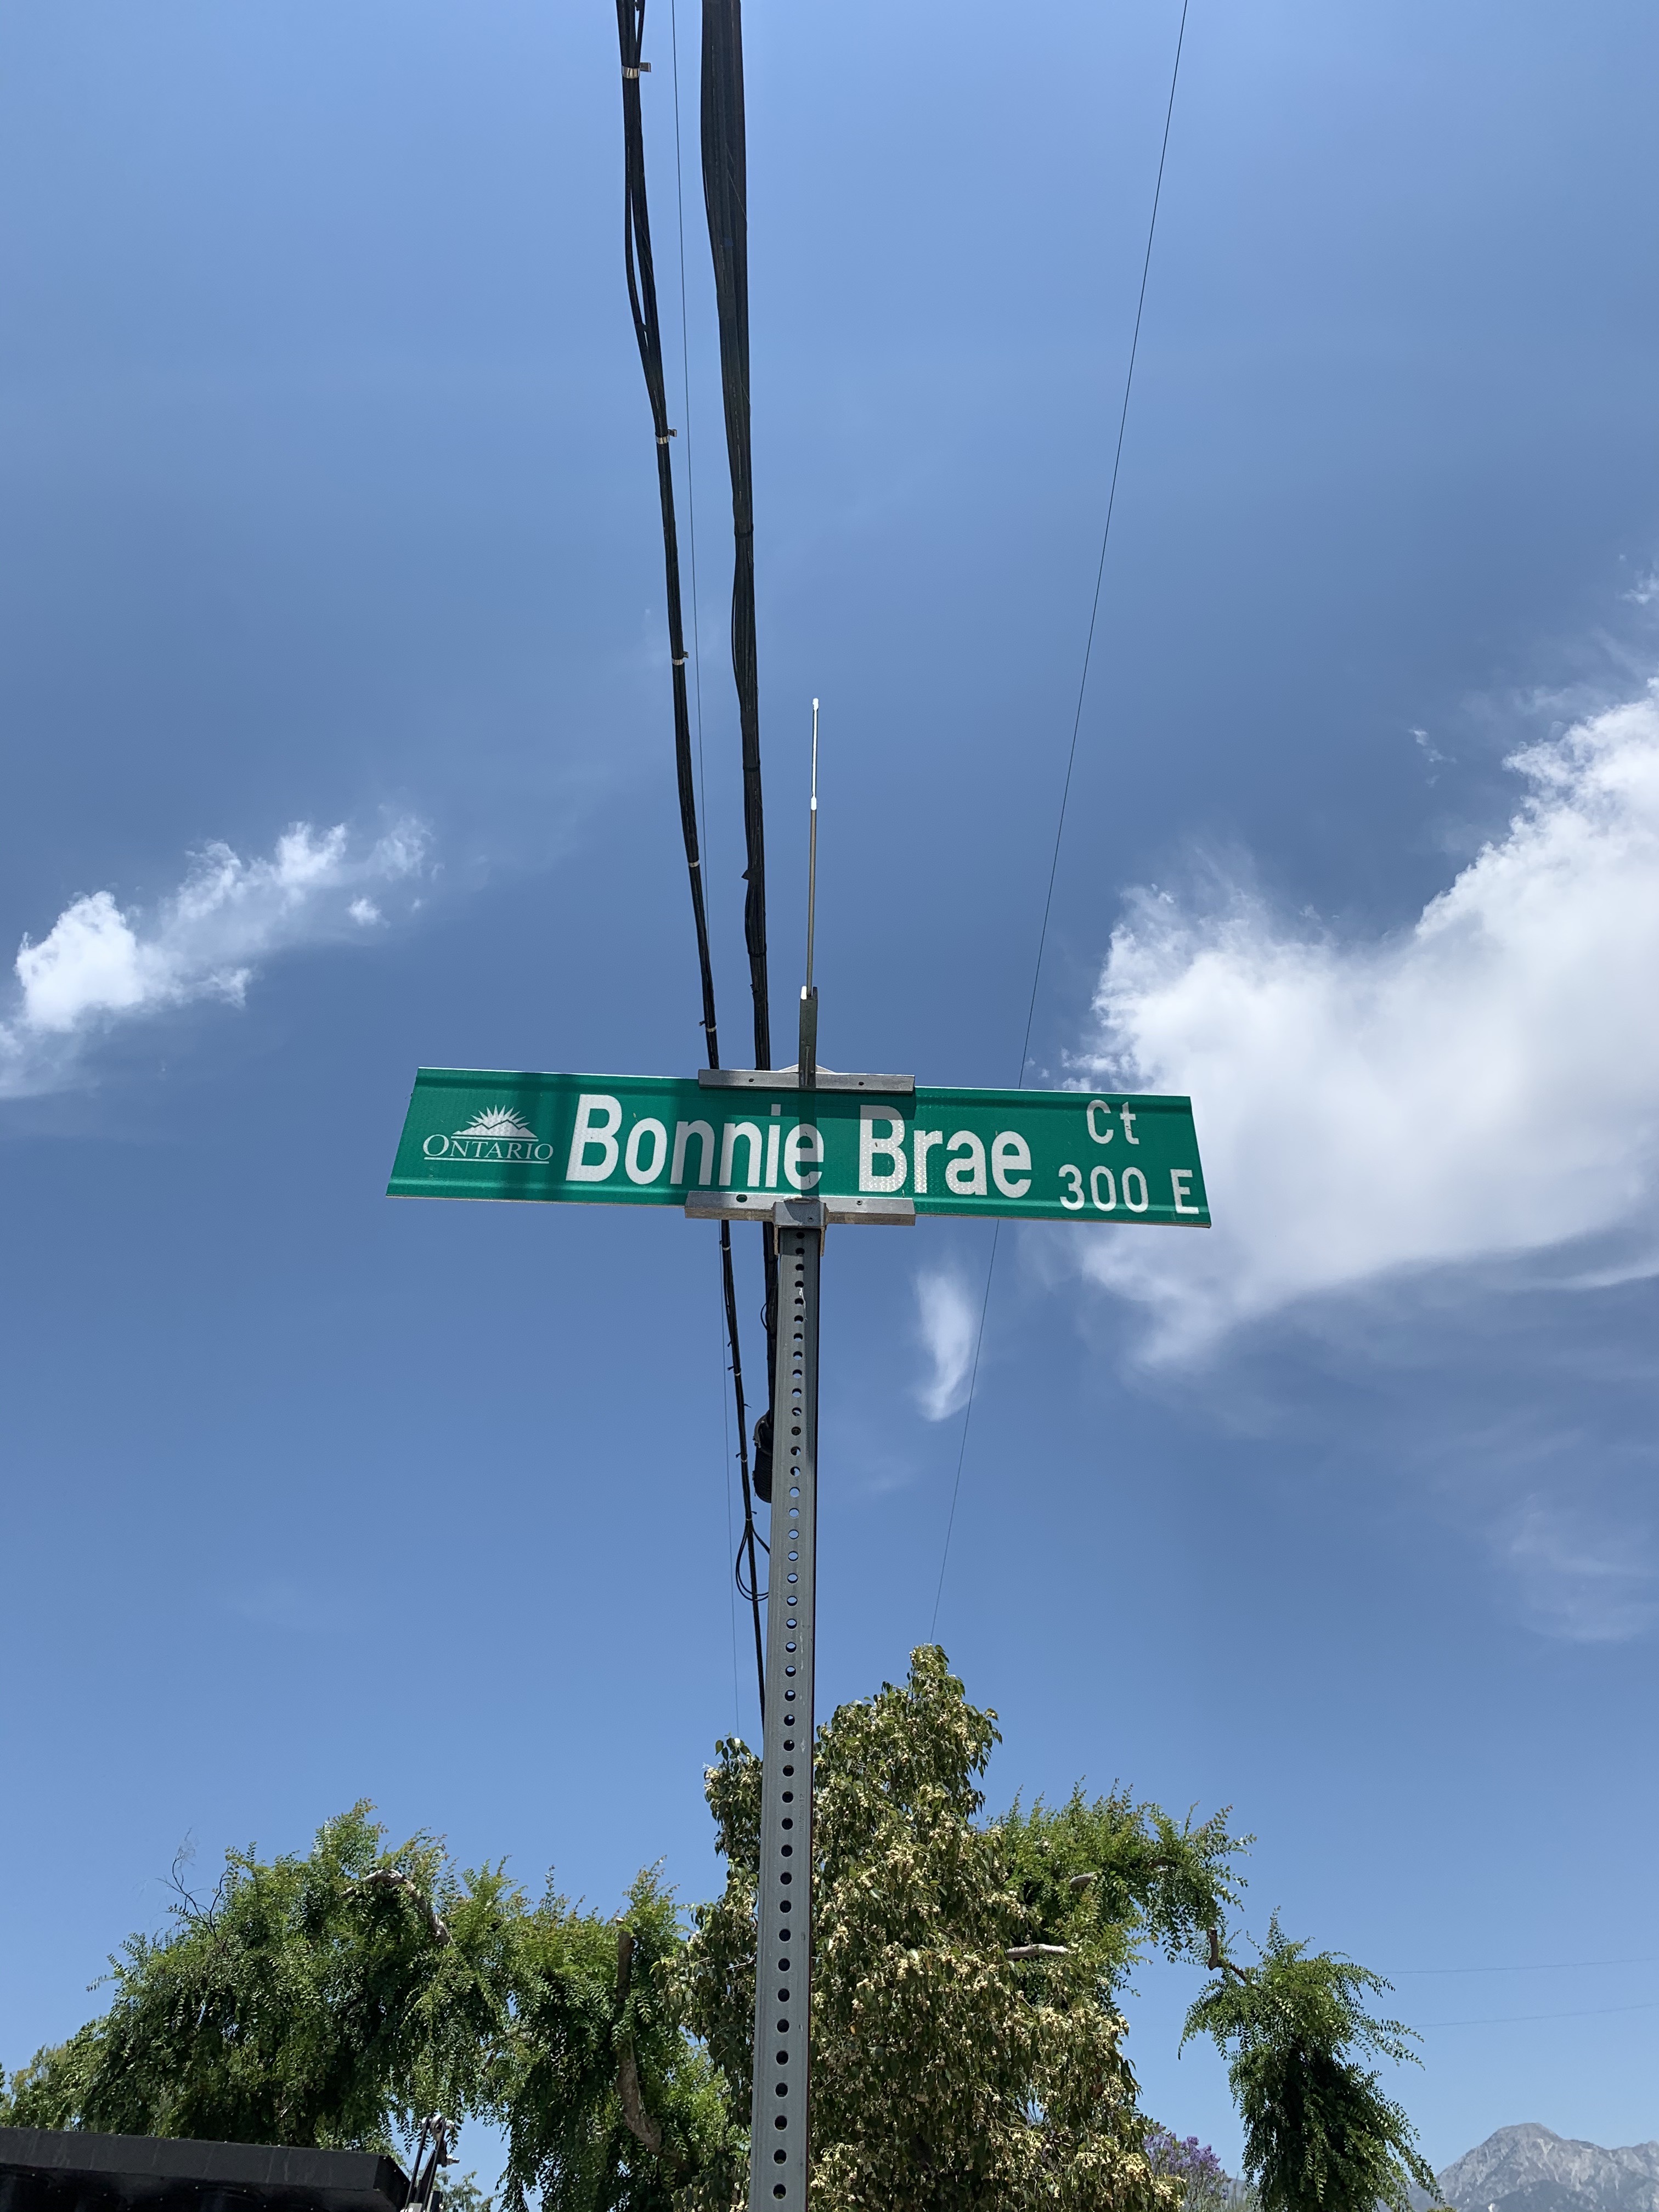 ONTARIO
Bonnie Brae
Ct
300 E